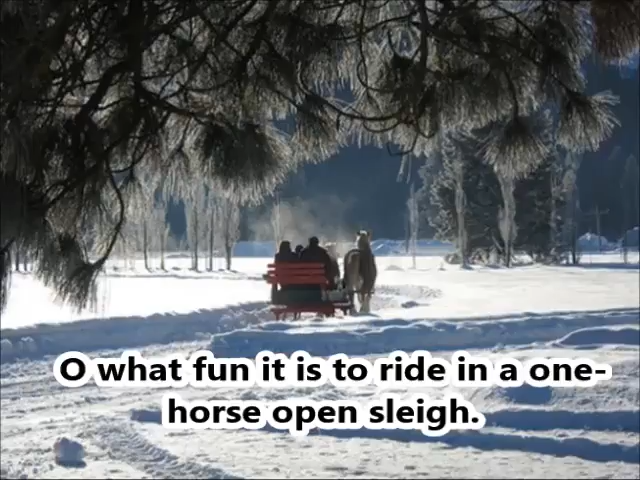 O what fun it is to ride in a one-
horse open sleigh.